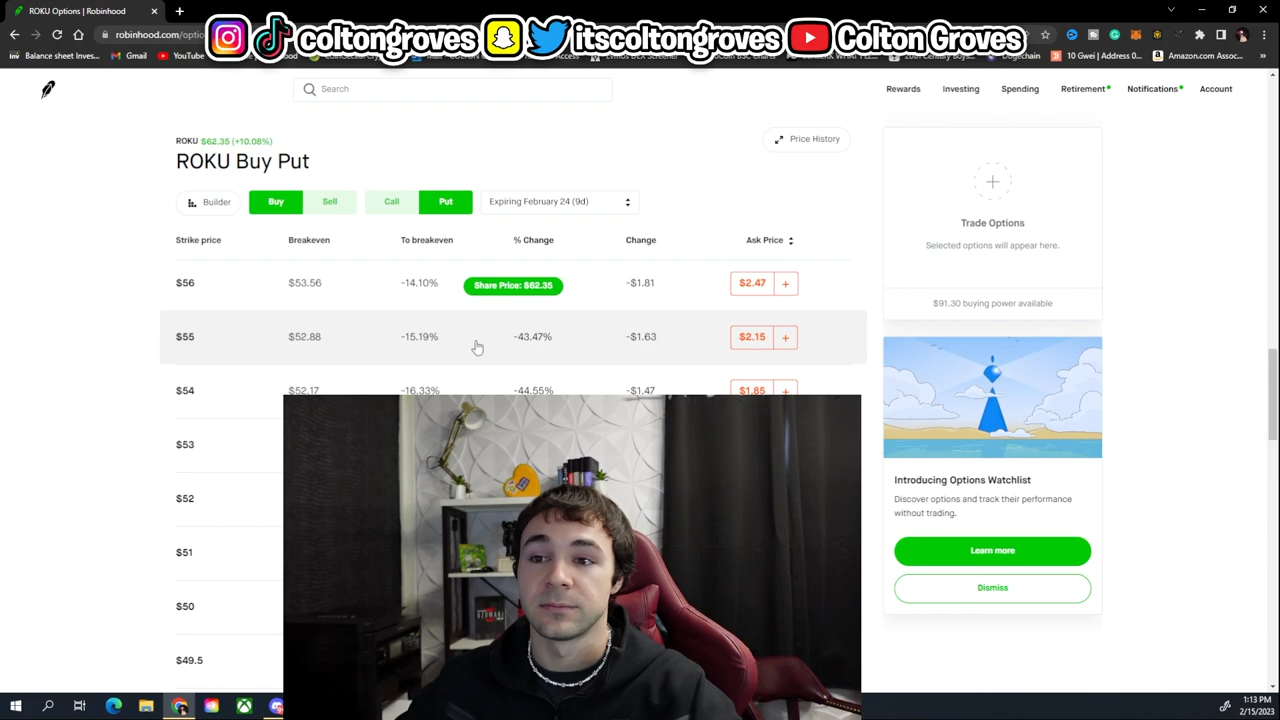 ROKU Options | Robinhood
robinhood.com/opt
coltongroves
itscoltongroves
Colton Groves
Balance sheet invest...
Gmail
YouTube
10 Gwei | Address 0...
Amazon.com Assoc...
Search
Rewards
Investing
Spending
Retirement
Notifications
Account
ROKU $62.35 (+10.08%)
ROKU Buy Put
Price History
Builder
Buy
Sell
Call
Put
Expiring February 24 (9d)
Strike price
Breakeven
To breakeven
% Change
Change
Ask Price
$56 $53.56 -14.10% -$1.81 $2.47 +
Share Price: $62.35
$55 $52.88 -15.19% -43.47% -$1.63 $2.15 +
$54 $52.17 -16.33% -44.55% -$1.47 $1.85 +
$53
$52
$51
$50
$49.5
Trade Options
Selected options will appear here.
$91.30 buying power available
Introducing Options Watchlist
Discover options and track their performance
without trading.
Learn more
Dismiss
1:13 PM
2/15/2023